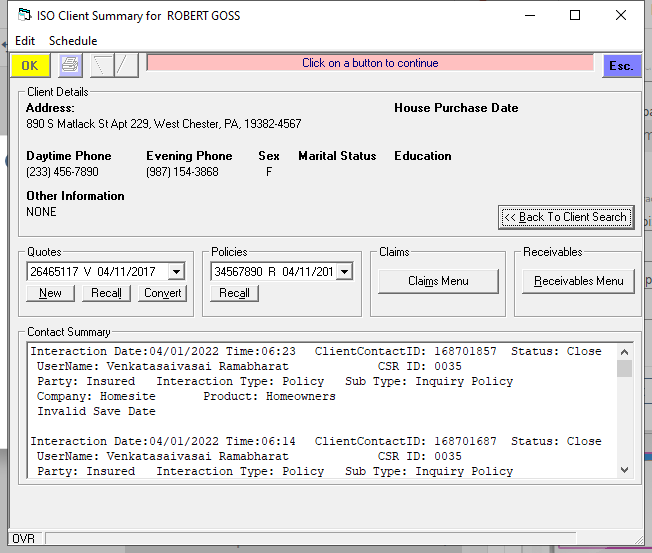 ISO Client Summary for ROBERT GOSS
Edit Schedule
OK Click on a button to continue Esc.
Client Details
Address: House Purchase Date
890 S Matlack St Apt 229, West Chester, PA, 19382-4567
Daytime Phone Evening Phone Sex Marital Status Education
(233) 456-7890 (987) 154-3868 F
Other Information
NONE
<< Back To Client Search
Quotes Policies Claims Receivables
26465117 V 04/11/2017 34567890 R 04/11/201 Claims Menu Receivables Menu
New Recall Convert Recall
Contact Summary
Interaction Date:04/01/2022 Time:06:23 ClientContactID: 168701857 Status: Close
UserName: Venkatasaivasai Ramabharat CSR ID: 0035
Party: Insured Interaction Type: Policy Sub Type: Inquiry Policy
Company: Homesite Product: Homeowners
Invalid Save Date
Interaction Date:04/01/2022 Time:06:14 ClientContactID: 168701687 Status: Close
UserName: Venkatasaivasai Ramabharat CSR ID: 0035
Party: Insured Interaction Type: Policy Sub Type: Inquiry Policy
OVR